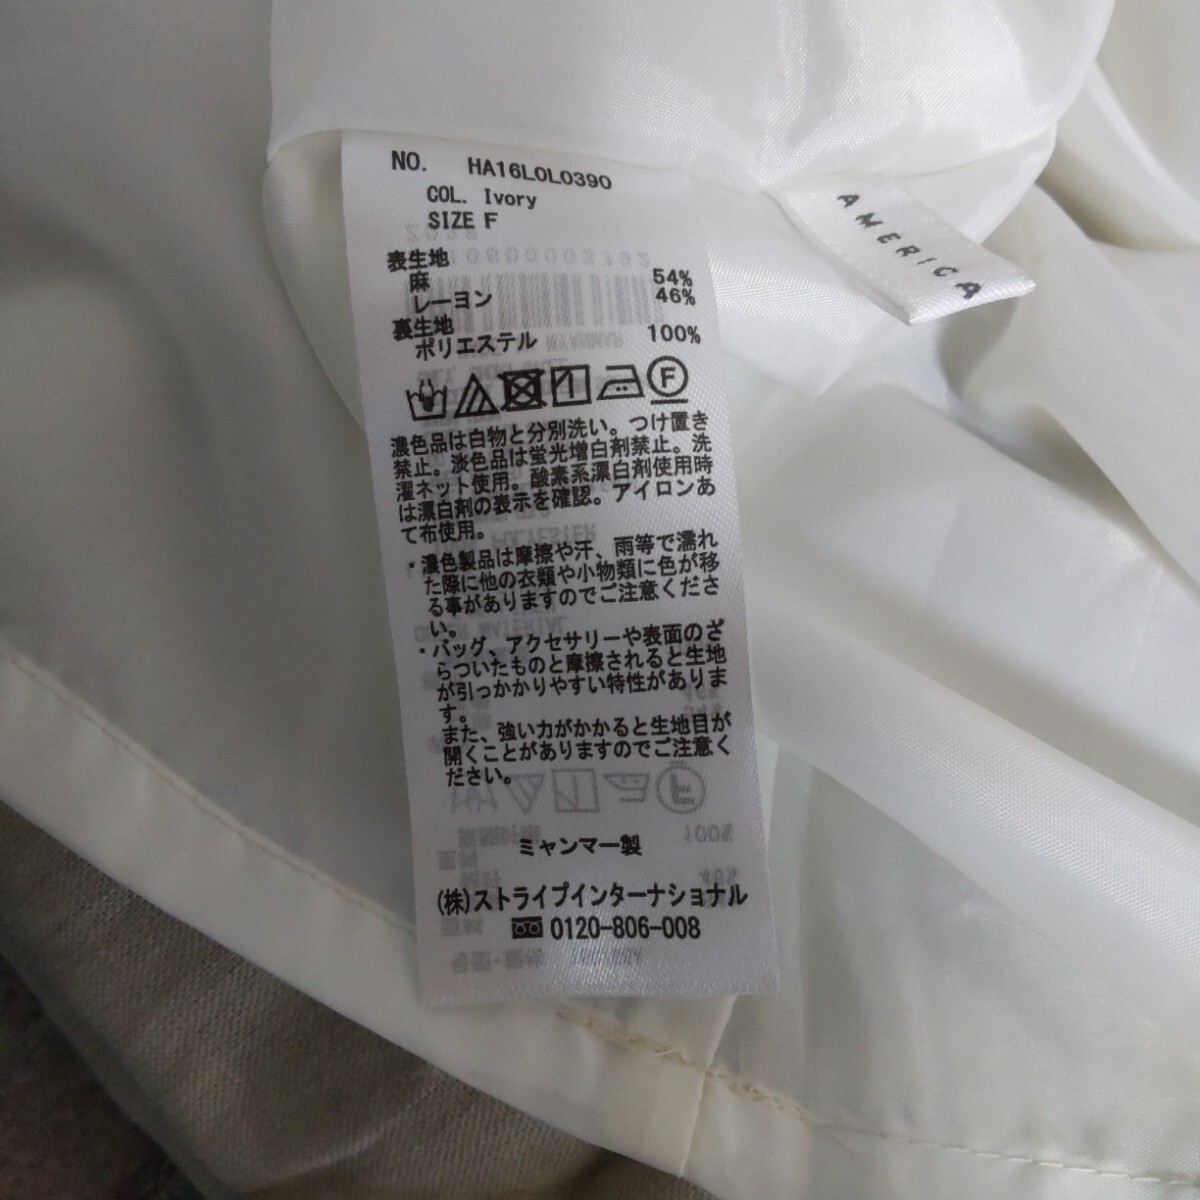 NO. HA16L0L0390
COL. Ivory
SIZE F
表生地
麻 54%
レーヨン 46%
裏生地
ポリエステル 100%
濃色品は白物と分別洗い。つけ置き
禁止。淡色品は蛍光増白剤禁止。洗
濯ネット使用。酸素系漂白剤使用時
は漂白剤の表示を確認。アイロンあ
て布使用。
・濃色製品は摩擦や汗、雨等で濡れ
た際に他の衣類や小物類に色が移
る事がありますのでご注意くださ
い。
・バッグ、アクセサリーや表面のざ
らついたものと摩擦されると生地
が引っかかりやすい特性がありま
す。
また、強い力がかかると生地目が
開くことがありますのでご注意く
ださい。
ミャンマー製
(株)ストライプインターナショナル
0120-806-008
AMERICA